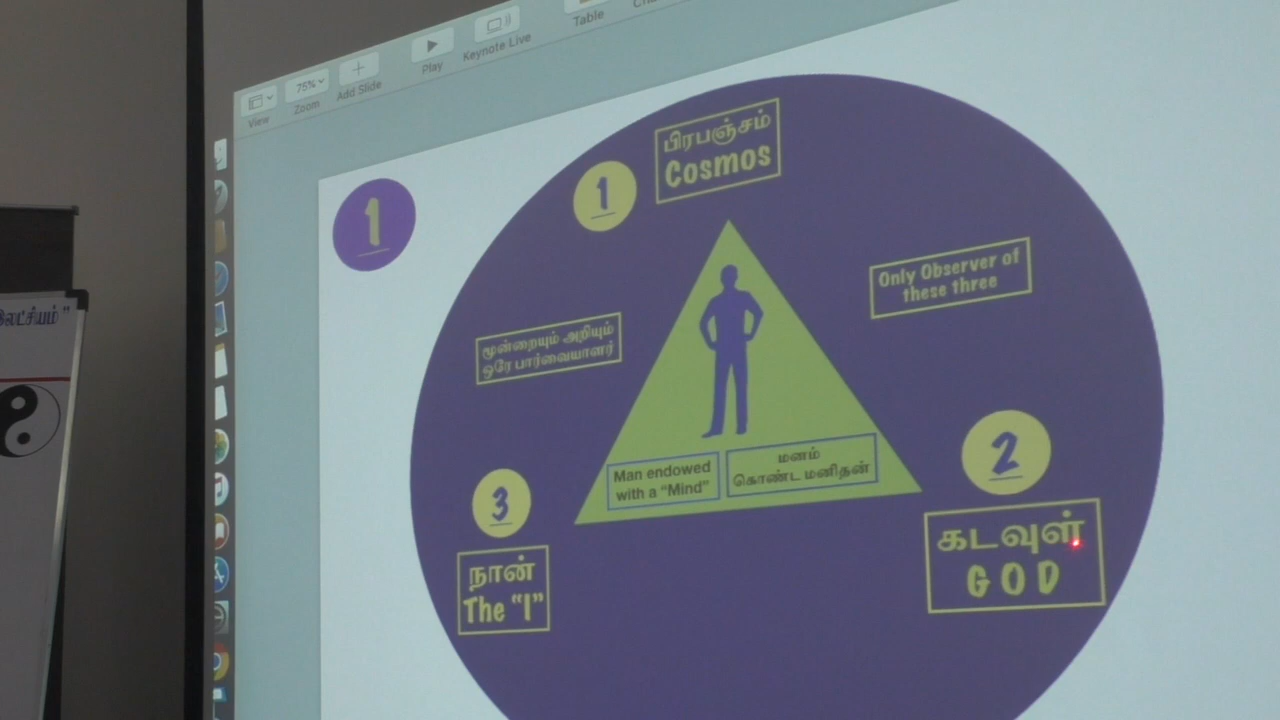 View
75%
Zoom
Add Slide
Play
Keynote Live
Table
1
பிரபஞ்சம்
Cosmos
1
Only Observer of
these three
மூன்றையும் அறியும்
ஒரே பார்வையாளர்
Man endowed
with a "Mind"
மனம்
கொண்ட மனிதன்
2
கடவுள்
GOD
3
நான்
The "I"